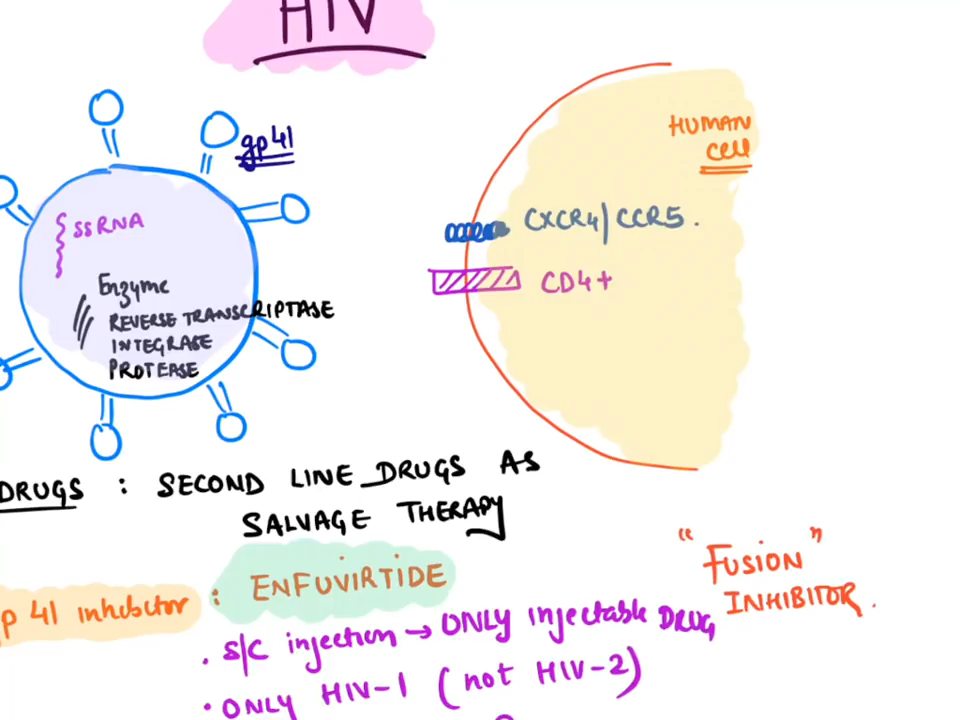 HIV
gp41
HUMAN
cell
ssRNA
CXCR4/CCR5.
CD4+
Enzyme
REVERSE TRANSCRIPTASE
INTEGRASE
PROTEASE
DRUGS : SECOND LINE DRUGS AS
SALVAGE THERAPY
"FUSION"
INHIBITOR.
p 41 inhibitor : ENFUVIRTIDE
. S/C injection → ONLY injectable DRUG
. ONLY HIV-1 (not HIV-2)